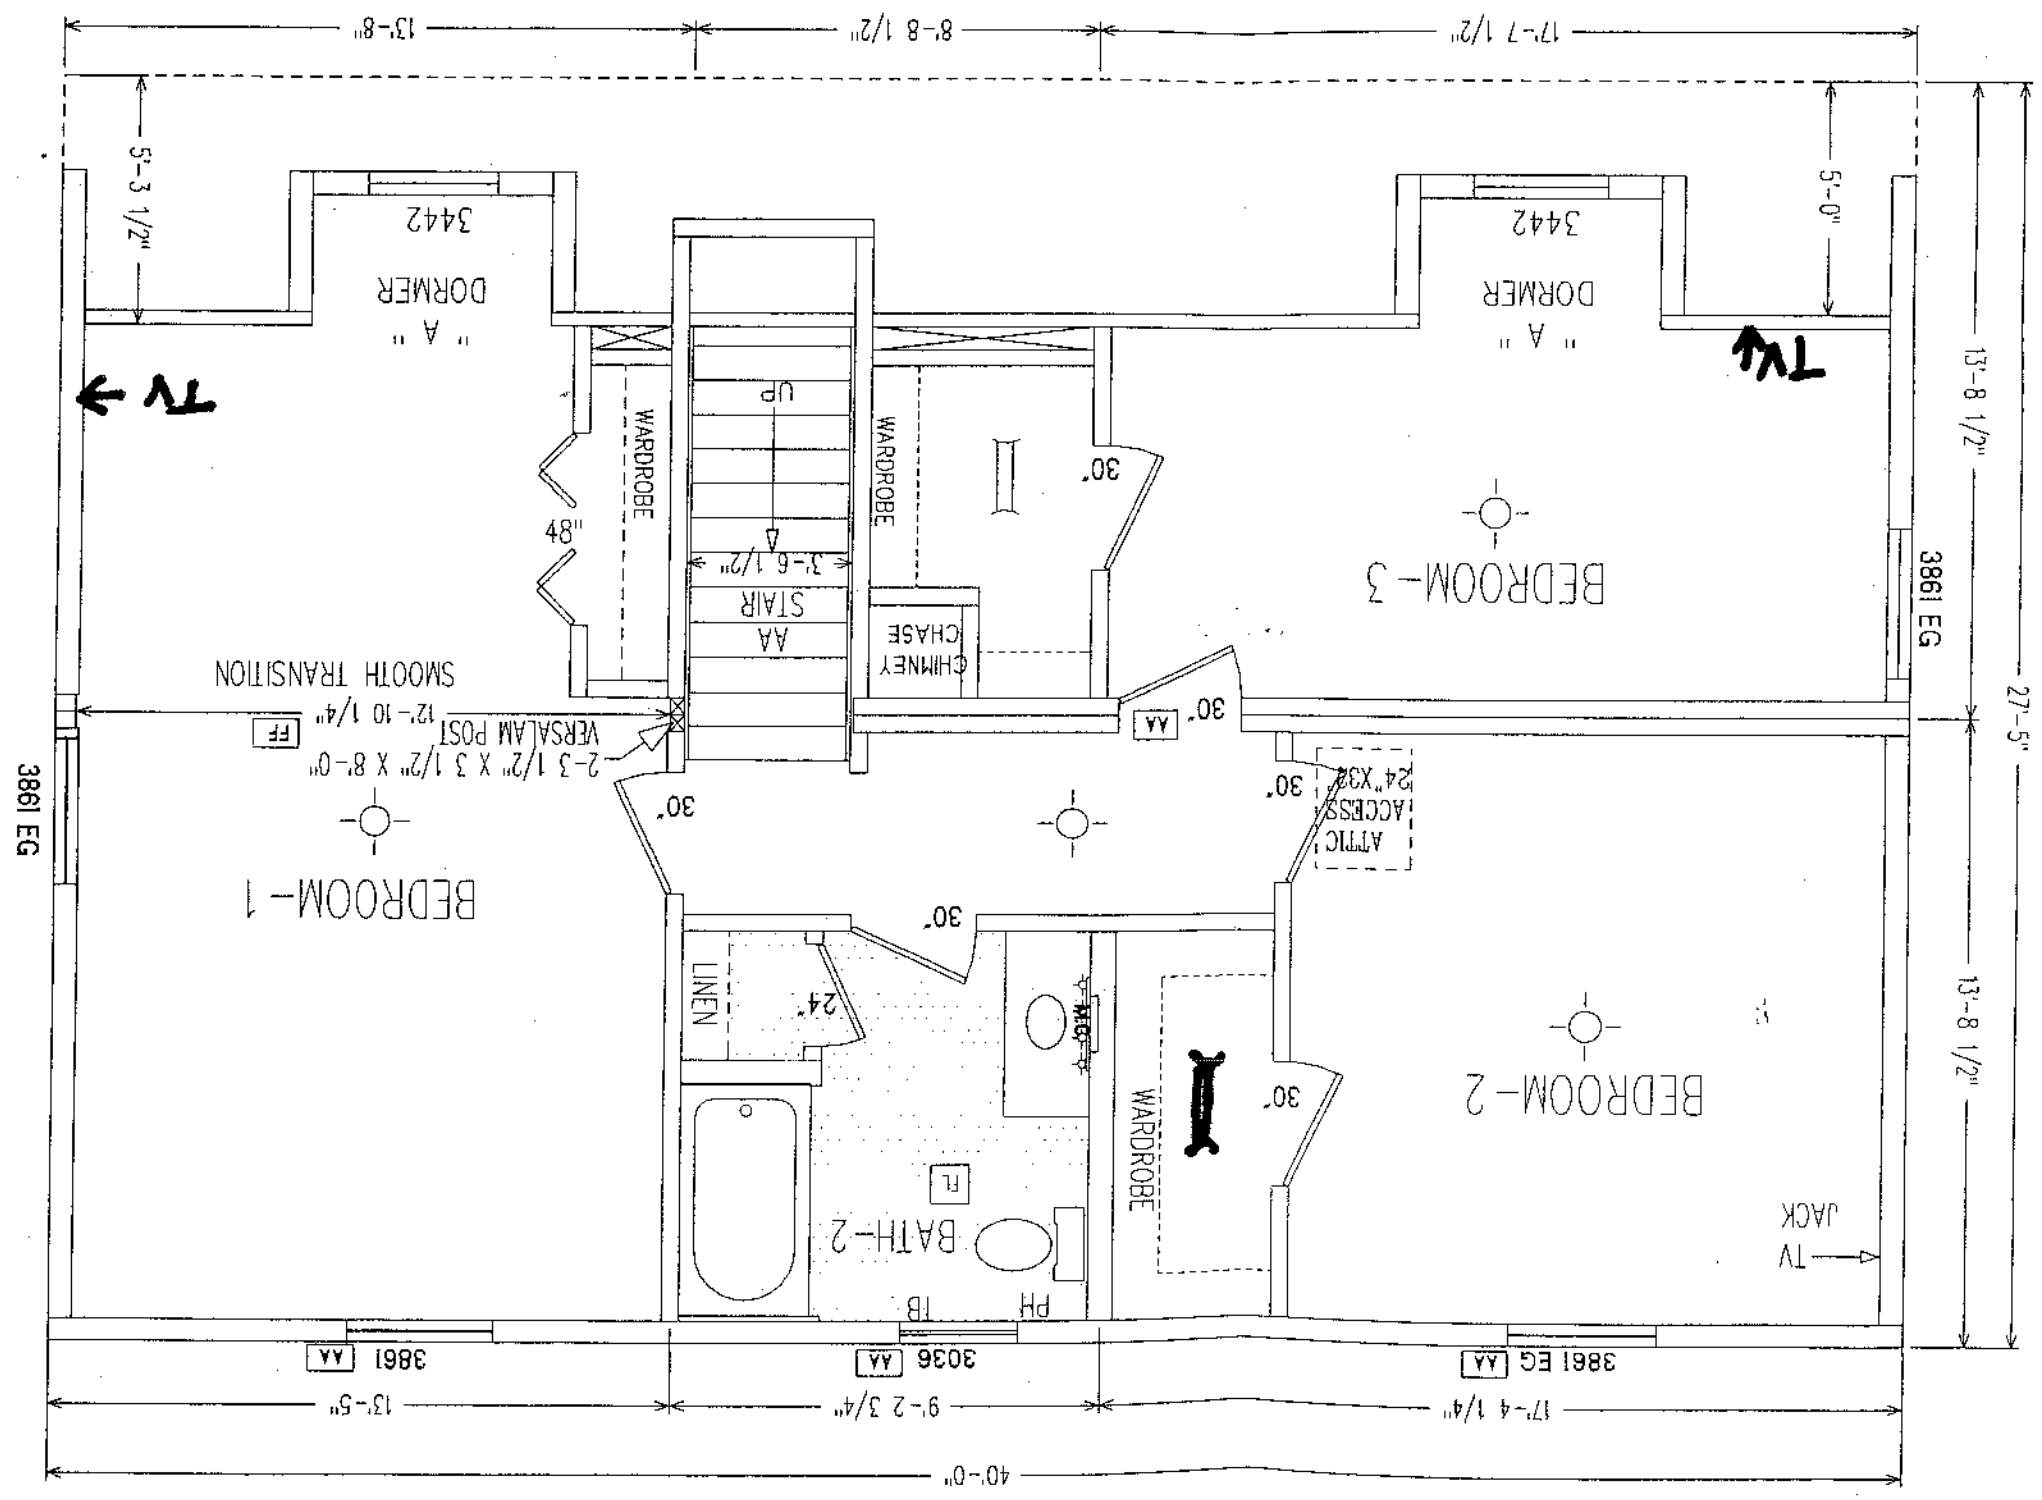 40'-0"
17'-4 1/4"
9'-2 3/4"
13'-5"
3861 EG AA
3036 AA
3861 AA
TV
JACK
PH
TB
BATH-2
FL
BEDROOM-2
WARDROBE
30"
M.C.
24"
LINEN
30"
BEDROOM-1
3861 EG
ATTIC
ACCESS
30"
30"
2-3 1/2" X 3 1/2" X 8'-0"
VERSALAM POST
FF
12'-10 1/4"
SMOOTH TRANSITION
30"
AA
CHIMNEY
CHASE
AA
STAIR
3'-6 1/2"
UP
BEDROOM-3
3861 EG
30"
WARDROBE
WARDROBE
48"
TV
TV
"A"
DORMER
3442
"A"
DORMER
3442
5'-0"
5'-3 1/2"
13'-8 1/2"
13'-8 1/2"
27'-5"
17'-7 1/2"
8'-8 1/2"
13'-8"